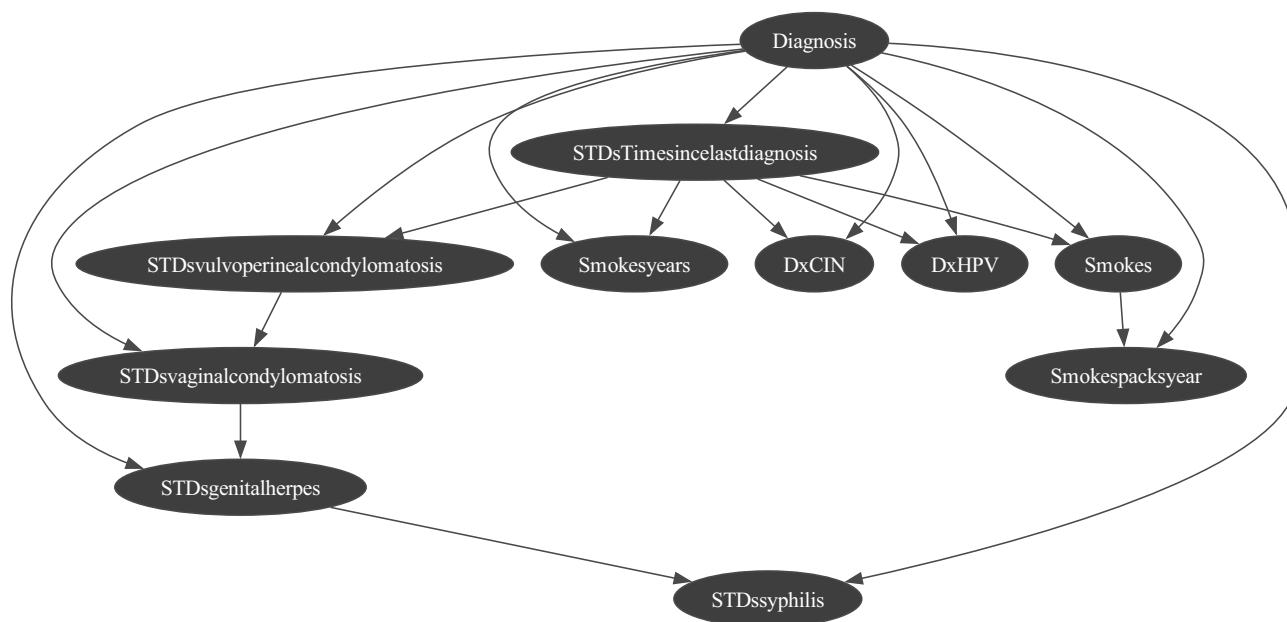 Diagnosis
STDsTimesincelastdiagnosis
STDsvulvoperinealcondylomatosis
Smokesyears
DxCIN
DxHPV
Smokes
STDsvaginalcondylomatosis
Smokespacksyear
STDsgenitalherpes
STDssyphilis